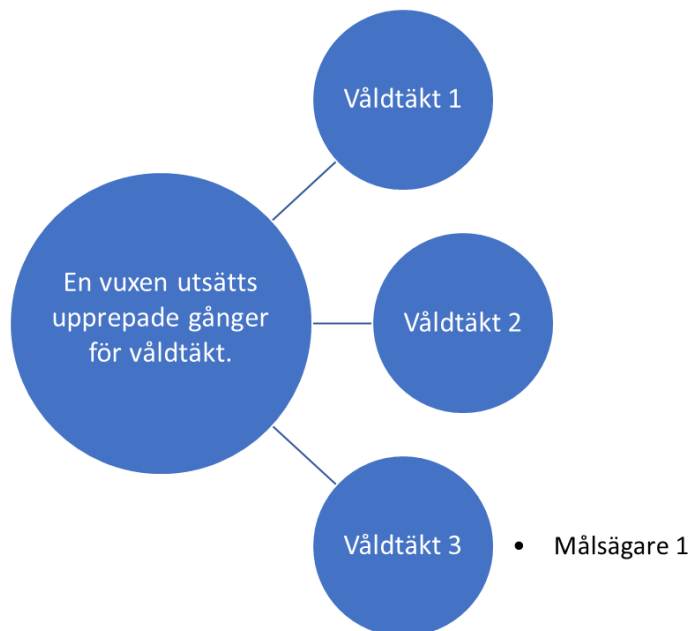 Våldtäkt 1
En vuxen utsätts
upprepade gånger
för våldtäkt.
Våldtäkt 2
Våldtäkt 3
• Målsägare 1